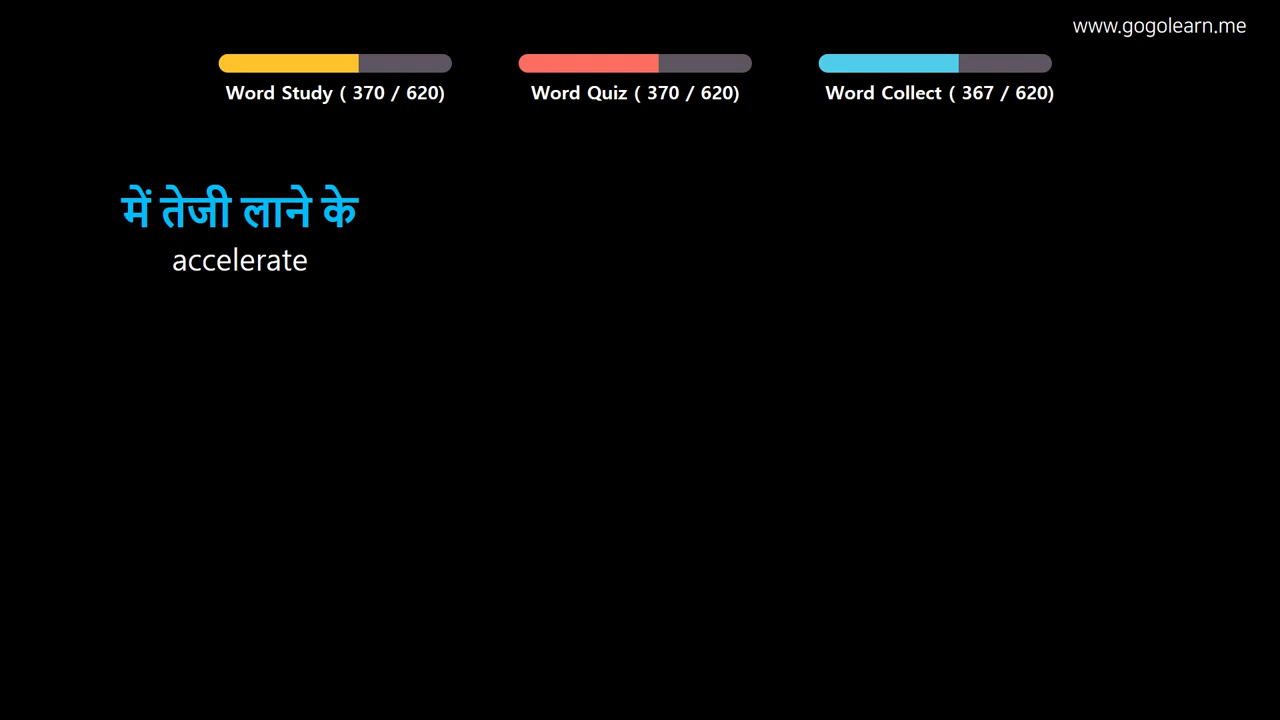 www.gogolearn.me
Word Study ( 370 / 620)
Word Quiz ( 370 / 620)
Word Collect ( 367 / 620)
में तेजी लाने के
accelerate